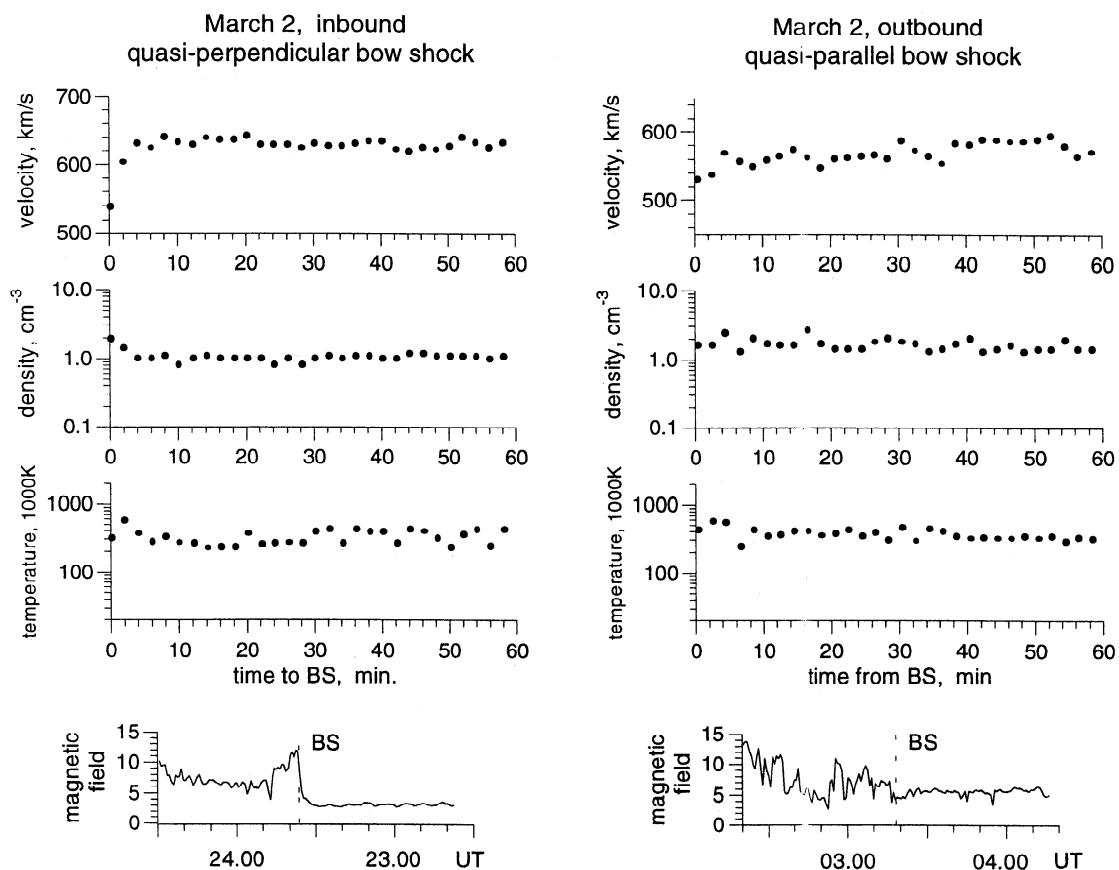 March 2, inbound
quasi-perpendicular bow shock
velocity, km/s
700
600
500
0 10 20 30 40 50 60
density, cm-3
10.0
1.0
0.1
0 10 20 30 40 50 60
temperature, 1000K
1000
100
0 10 20 30 40 50 60
time to BS, min.
magnetic
field
15
10
5
0
BS
24.00 23.00 UT
March 2, outbound
quasi-parallel bow shock
velocity, km/s
600
500
0 10 20 30 40 50 60
density, cm-3
10.0
1.0
0.1
0 10 20 30 40 50 60
temperature, 1000K
1000
100
0 10 20 30 40 50 60
time from BS, min
magnetic
field
15
10
5
0
BS
03.00 04.00 UT